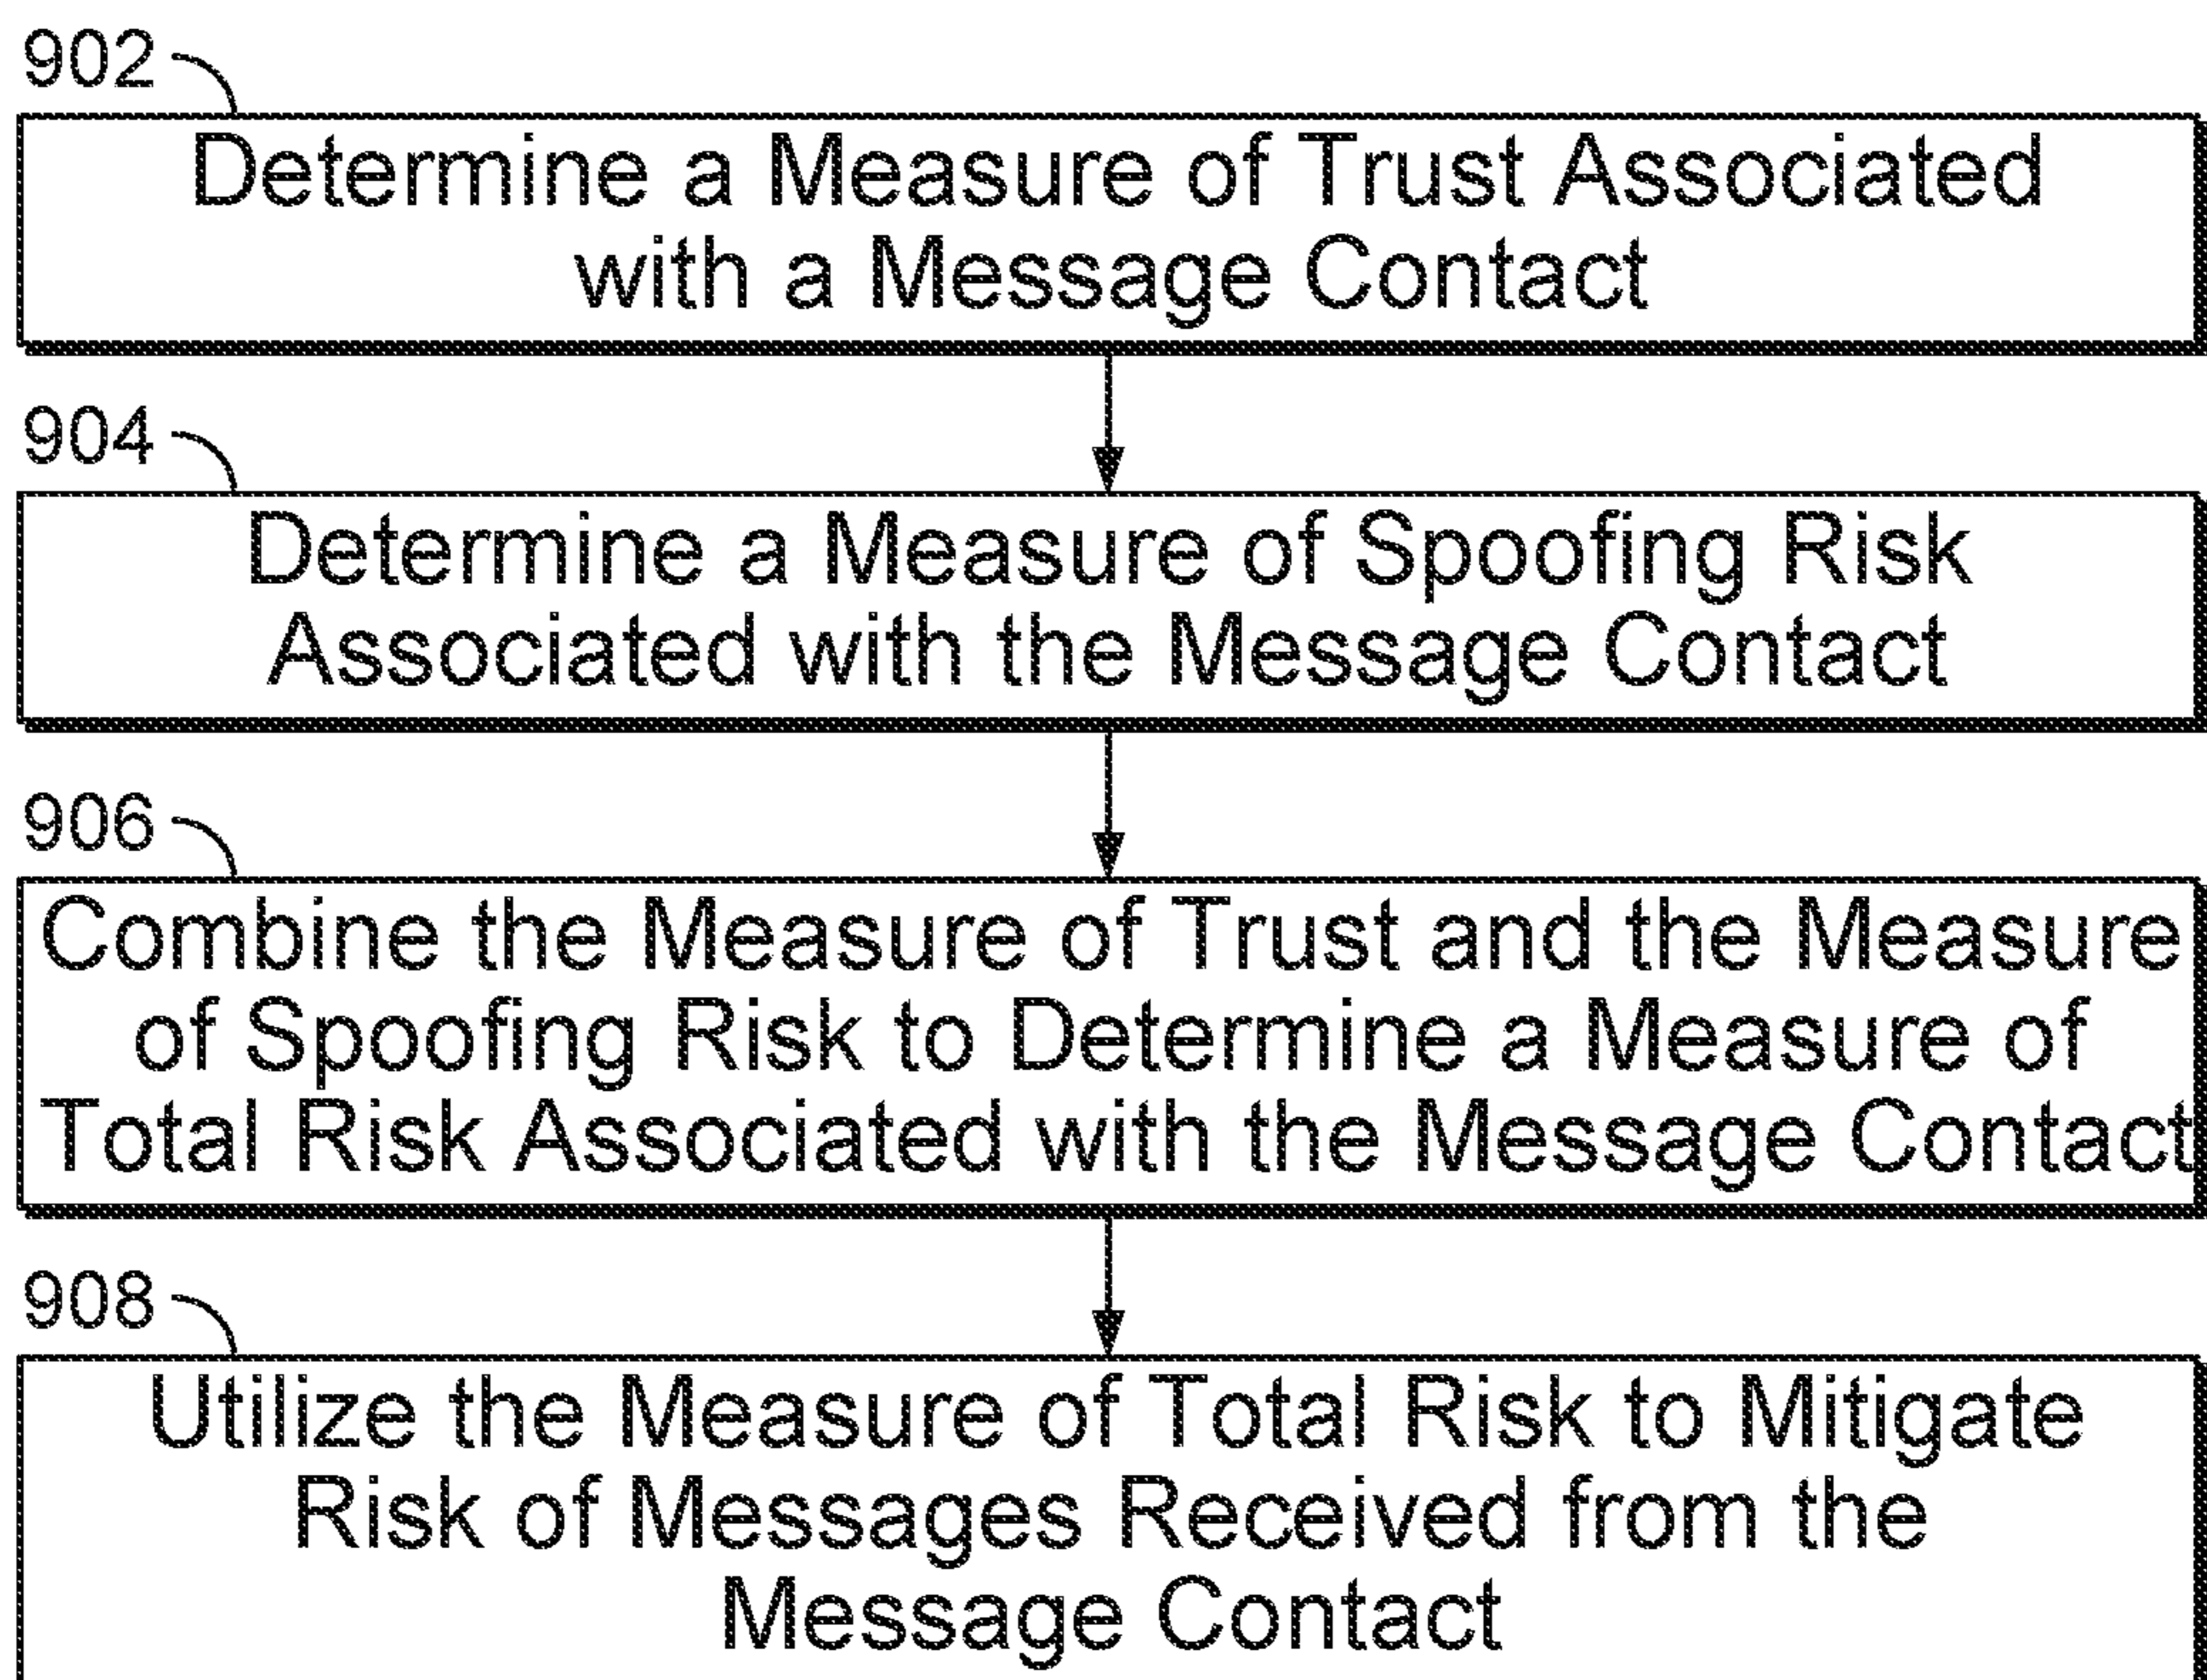 902
Determine a Measure of Trust Associated
with a Message Contact
904
Determine a Measure of Spoofing Risk
Associated with the Message Contact
906
Combine the Measure of Trust and the Measure
of Spoofing Risk to Determine a Measure of
Total Risk Associated with the Message Contact
908
Utilize the Measure of Total Risk to Mitigate
Risk of Messages Received from the
Message Contact